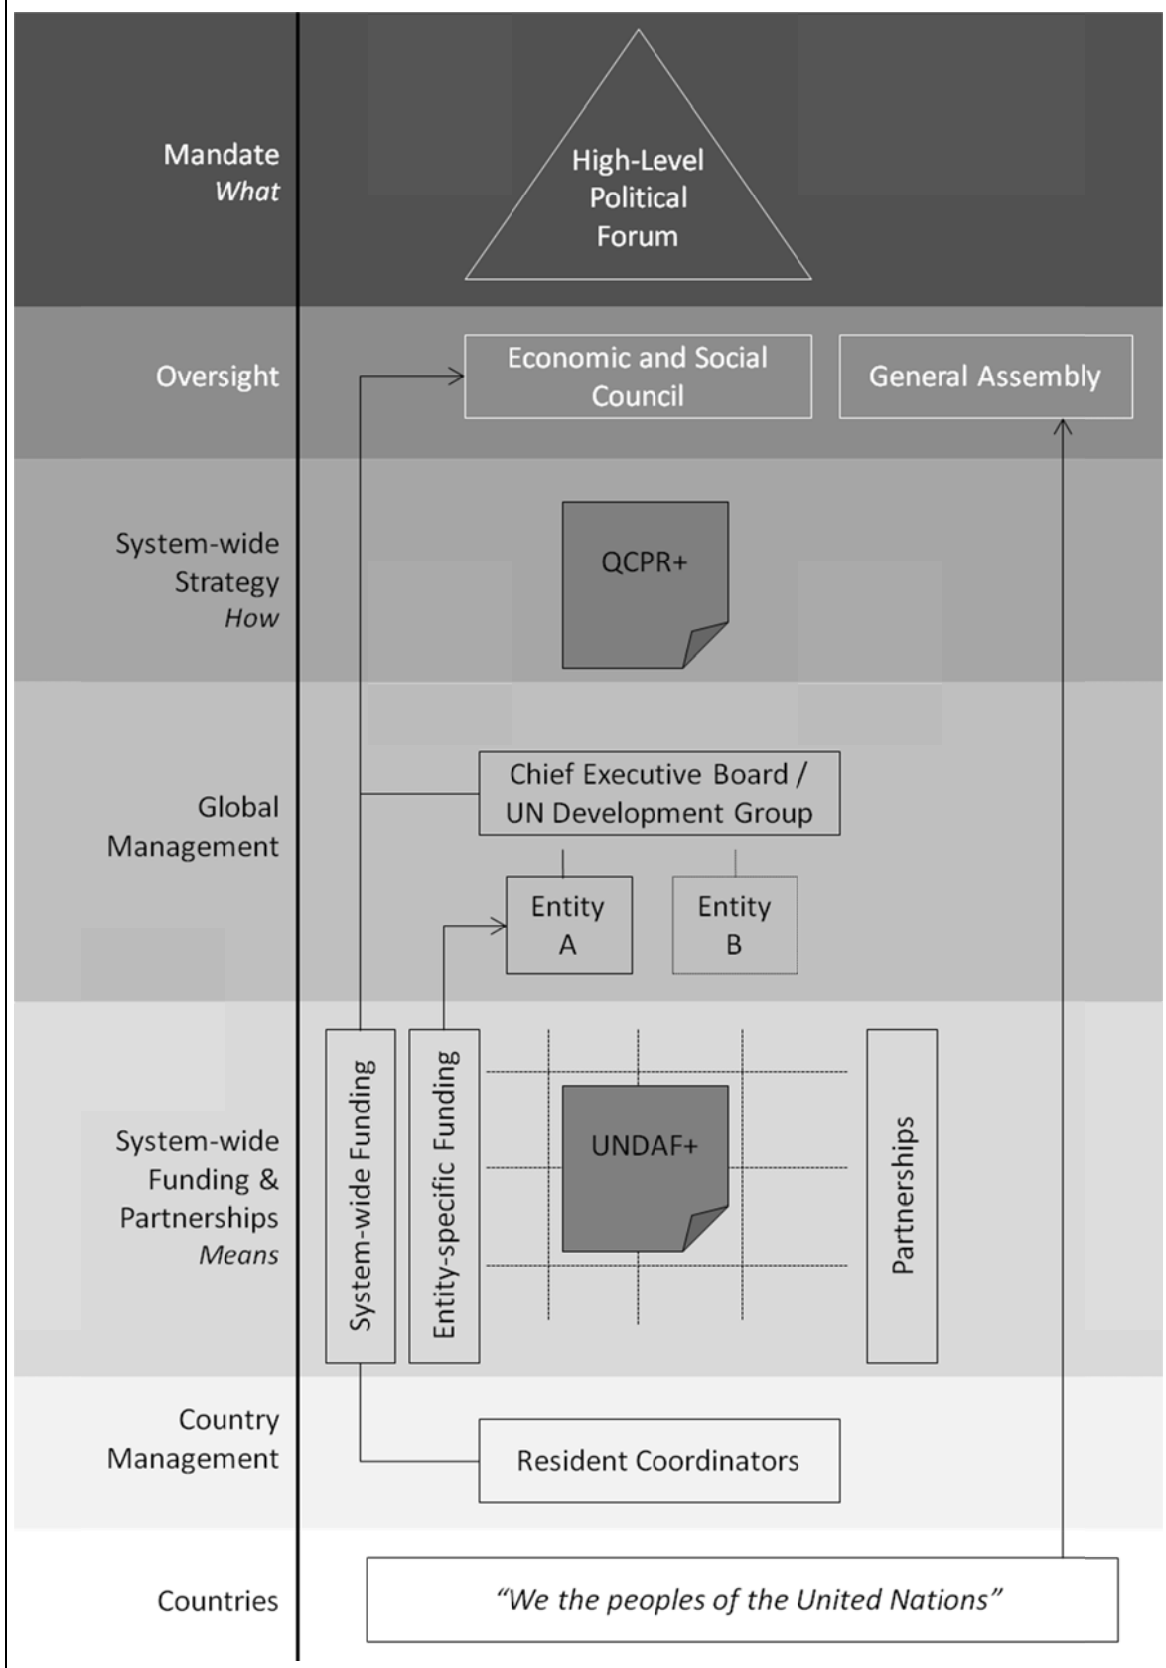 Mandate
What
High-Level
Political
Forum
Oversight
Economic and Social
Council
General Assembly
System-wide
Strategy
How
QCPR+
Global
Management
Chief Executive Board /
UN Development Group
Entity
A
Entity
B
System-wide
Funding &
Partnerships
Means
System-wide Funding
Entity-specific Funding
UNDAF+
Partnerships
Country
Management
Resident Coordinators
Countries
“We the peoples of the United Nations”